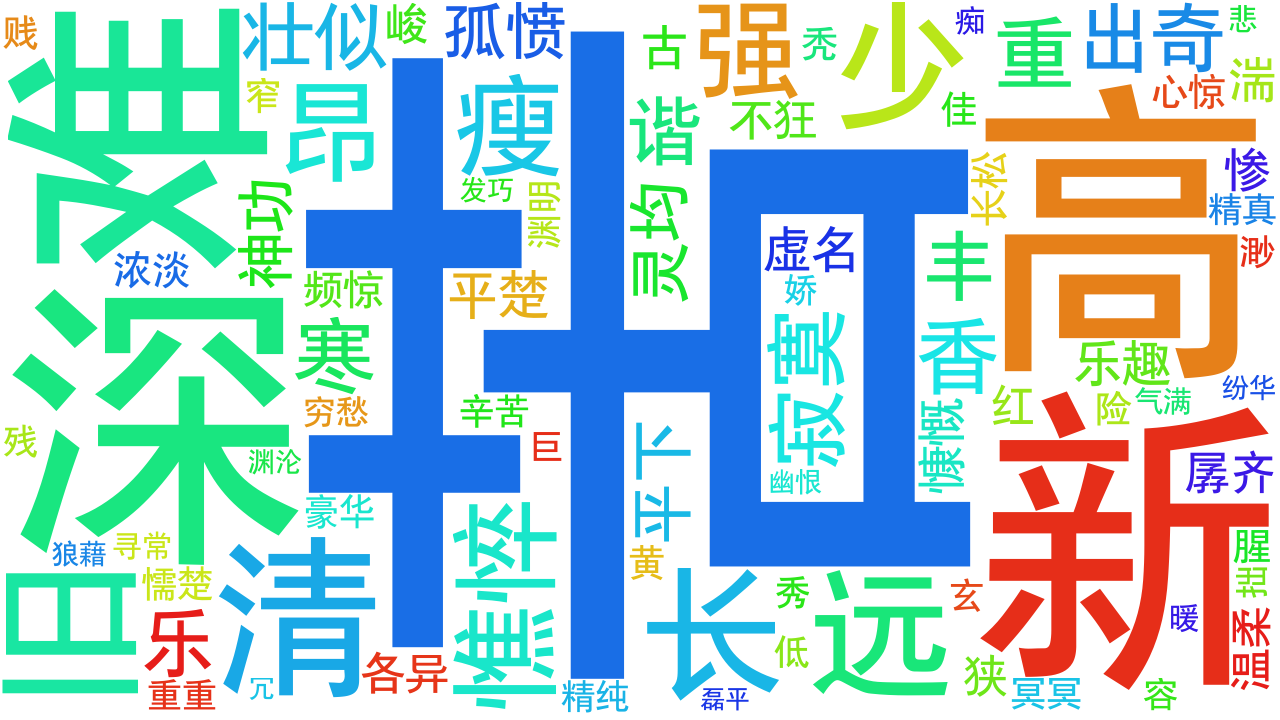 苦
难
深
新
高
旧
清
少
长
远
强
瘦
昂
憔悴
寂寞
壮似
孤愤
出奇
重
寒
香
丰
谐
灵均
神功
平楚
平下
虚名
慷慨
乐趣
乐
各异
古
秃
峻
贱
窄
浓淡
频惊
穷愁
辛苦
发巧
渊明
不狂
佳
痴
悲
湍
心惊
惨
精真
渺
长松
娇
幽恨
红
险
气满
纷华
孱齐
腥
拙
暖
温柔
玄
狭
冥冥
容
秀
低
黄
巨
磊平
精纯
豪华
渊沦
残
狼藉
寻常
懦楚
重重
冗